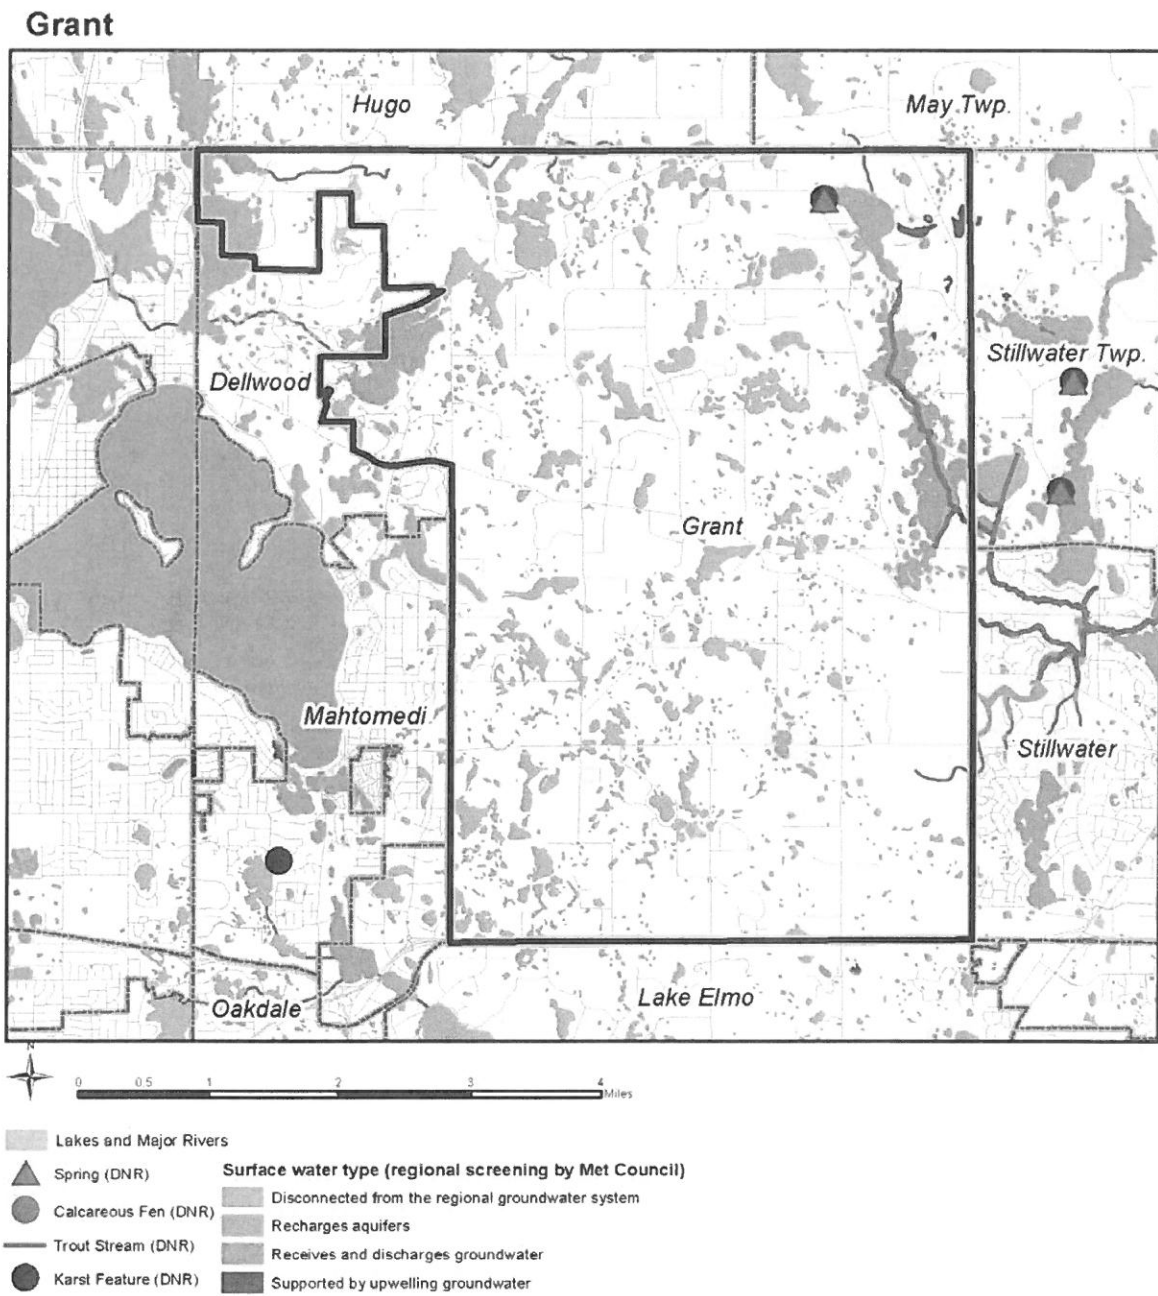 Grant
Hugo
May Twp.
Stillwater Twp.
Dellwood
Grant
Mahtomedi
Stillwater
Oakdale
Lake Elmo
N
0 0.5 1 2 3 4
Miles
Lakes and Major Rivers
Spring (DNR)
Calcareous Fen (DNR)
Trout Stream (DNR)
Karst Feature (DNR)
Surface water type (regional screening by Met Council)
Disconnected from the regional groundwater system
Recharges aquifers
Receives and discharges groundwater
Supported by upwelling groundwater